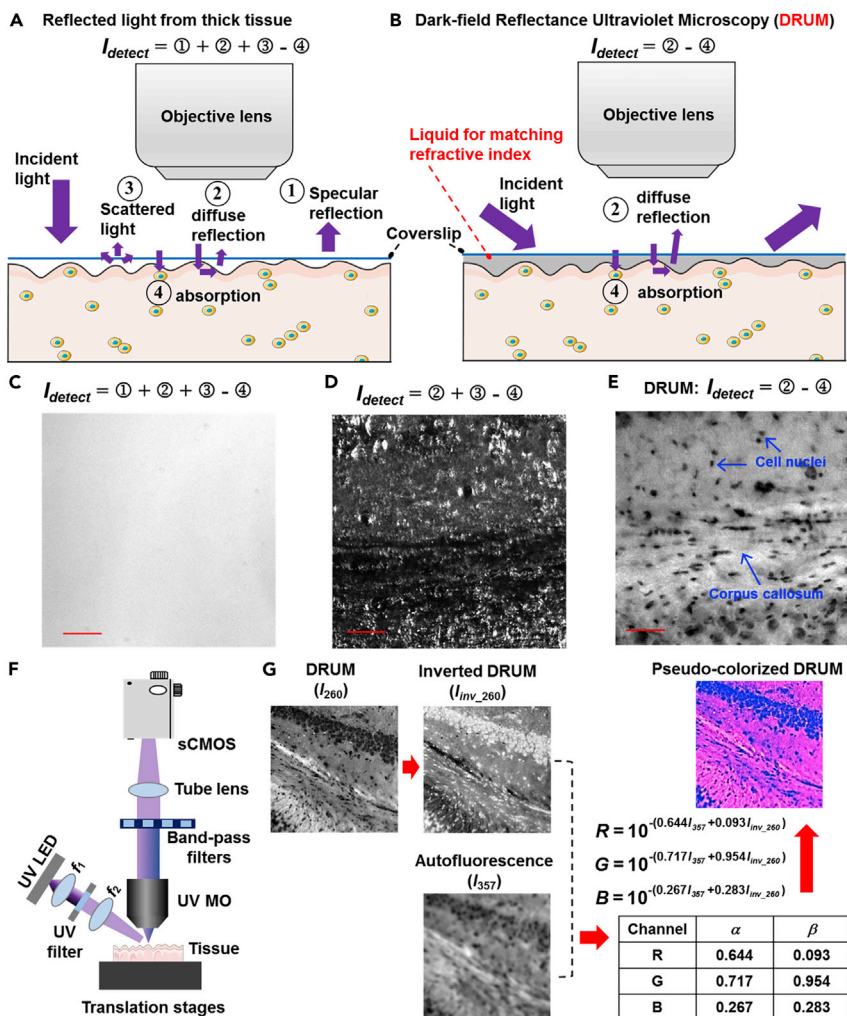 A Reflected light from thick tissue
I_detect = ① + ② + ③ - ④
Objective lens
Incident
light
③
Scattered
light
②
diffuse
reflection
①
Specular
reflection
Coverslip
④ absorption
B Dark-field Reflectance Ultraviolet Microscopy (DRUM)
I_detect = ② - ④
Objective lens
Liquid for matching
refractive index
Incident
light
② diffuse
reflection
④ absorption
C
I_detect = ① + ② + ③ - ④
D
I_detect = ② + ③ - ④
E
DRUM: I_detect = ② - ④
Cell nuclei
Corpus callosum
F
sCMOS
Tube lens
Band-pass
filters
UV LED
f1
f2
UV
filter
UV MO
Tissue
Translation stages
G
DRUM
(I260)
Inverted DRUM
(Iinv_260)
Pseudo-colorized DRUM
Autofluorescence
(I357)
R = 10^-(0.644I357 +0.093Iinv_260)
G = 10^-(0.717I357 +0.954Iinv_260)
B = 10^-(0.267I357 +0.283Iinv_260)
Channel α β
R 0.644 0.093
G 0.717 0.954
B 0.267 0.283